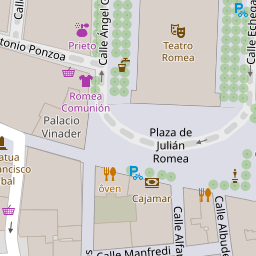 Calle Ángel G
Calle Echega
Prieto
Teatro
Romea
tonio Ponzoa
Romea
Comunión
Palacio
Vinader
Plaza de
Julián
Romea
atua
ancisco
bal
óven
Cajamar
Calle Alfa
Calle Albude
Calle Manfredi
s